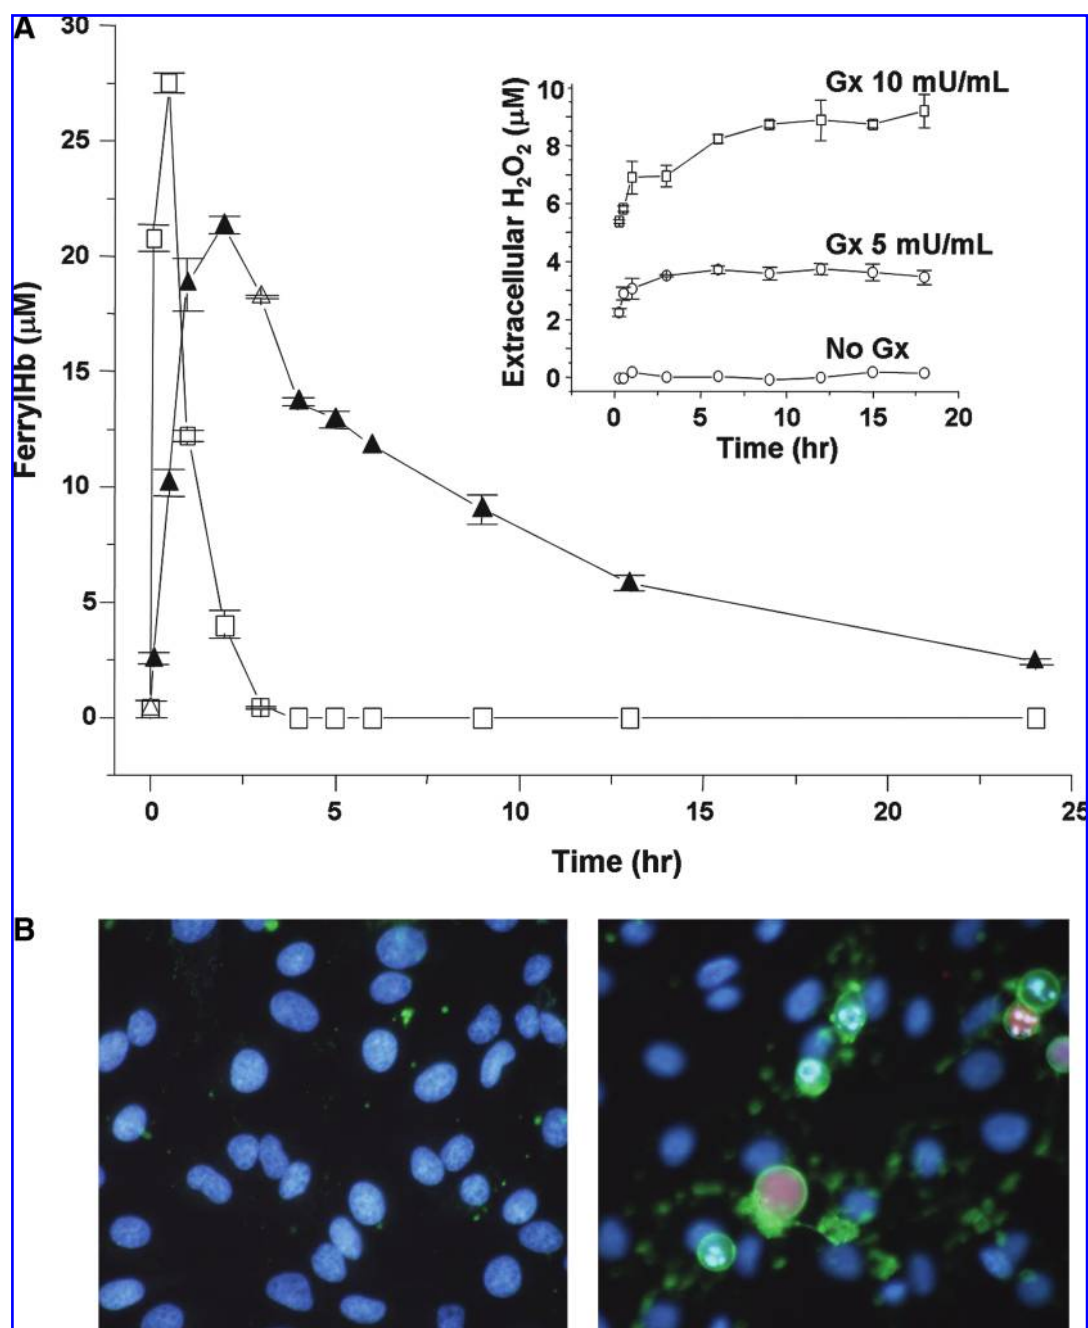 A
30
25
20
15
10
5
0
FerrylHb (μM)
0 5 10 15 20 25
Time (hr)
Extracellular H₂O₂ (μM)
10
8
6
4
2
0
Gx 10 mU/mL
Gx 5 mU/mL
No Gx
0 5 10 15 20
Time (hr)
B